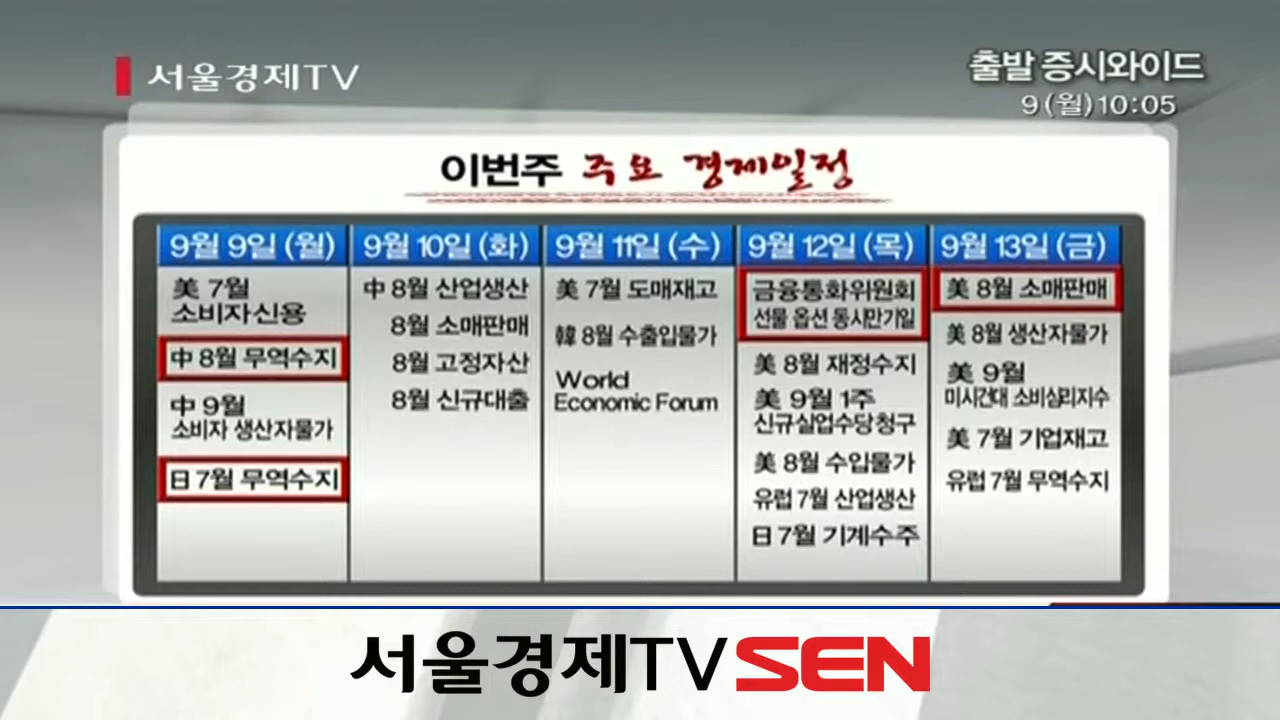 서울경제TV
출발 증시와이드
9(월)10:05
이번주 주요 경제일정
9월 9일 (월)
美 7월
소비자신용
中 8월 무역수지
中 9월
소비자 생산자물가
日 7월 무역수지
9월 10일 (화)
中 8월 산업생산
8월 소매판매
8월 고정자산
8월 신규대출
9월 11일 (수)
美 7월 도매재고
韓 8월 수출입물가
World
Economic Forum
9월 12일 (목)
금융통화위원회
선물 옵션 동시만기일
美 8월 재정수지
美 9월 1주
신규실업수당청구
美 8월 수입물가
유럽 7월 산업생산
日 7월 기계수주
9월 13일 (금)
美 8월 소매판매
美 8월 생산자물가
美 9월
미시간대 소비심리지수
美 7월 기업재고
유럽 7월 무역수지
서울경제TV SEN